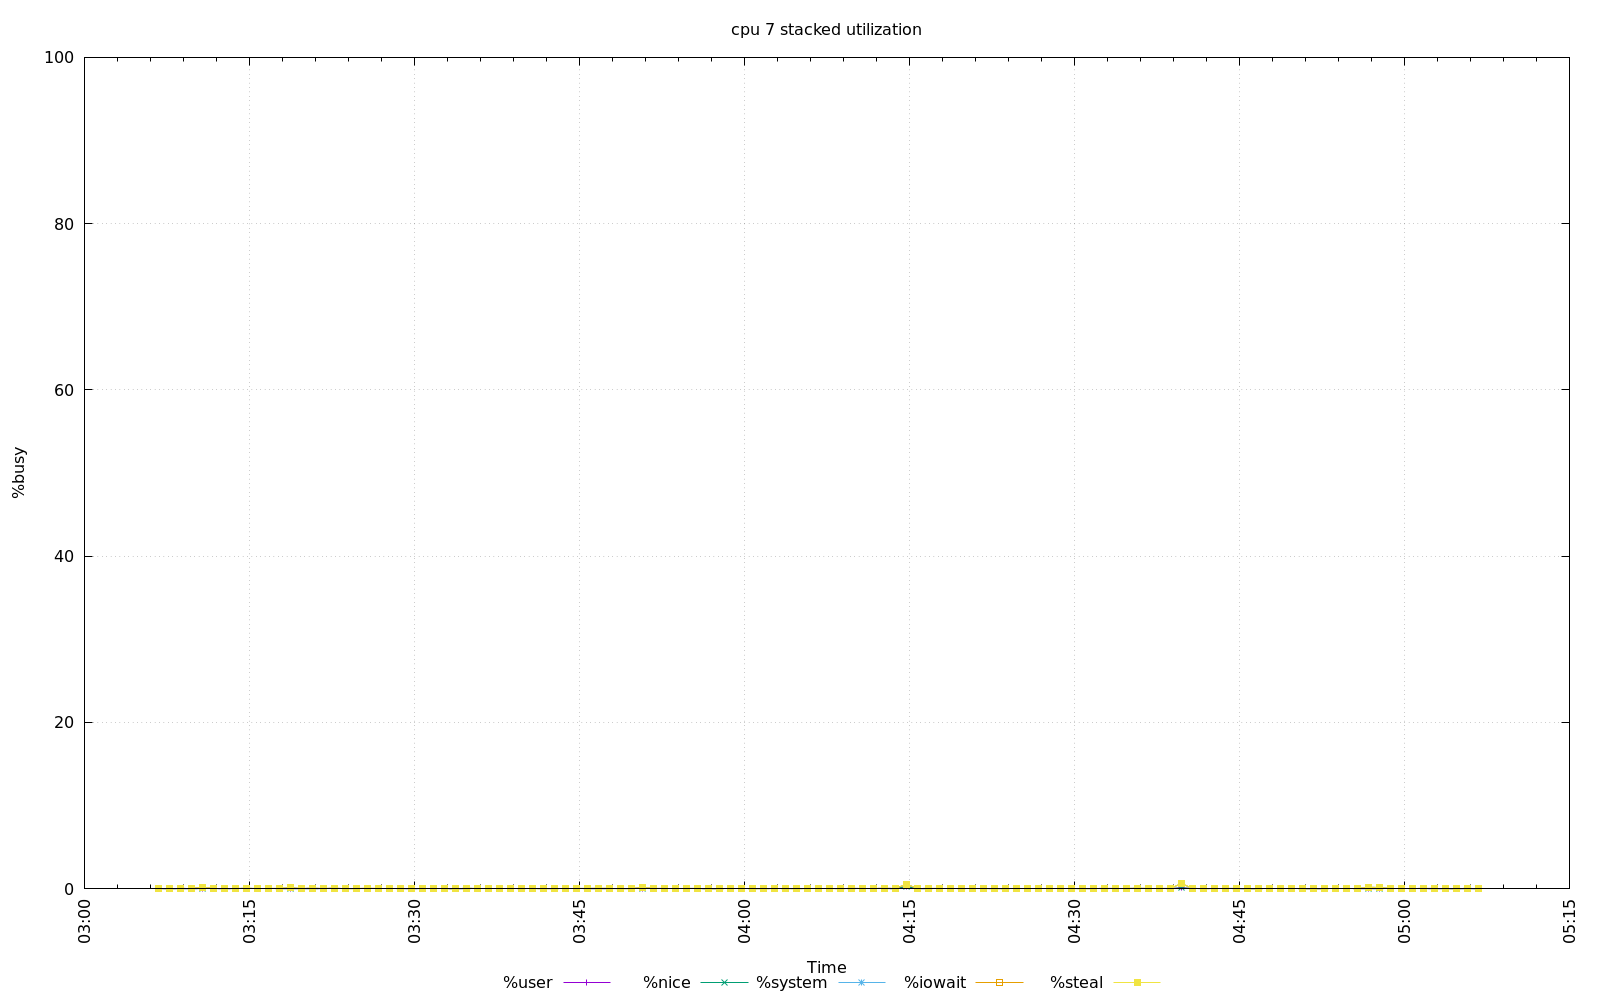 cpu 7 stacked utilization
100
80
60
40
20
0
%busy
03:00 03:15 03:30 03:45 04:00 04:15 04:30 04:45 05:00 05:15
Time
%user %nice %system %iowait %steal